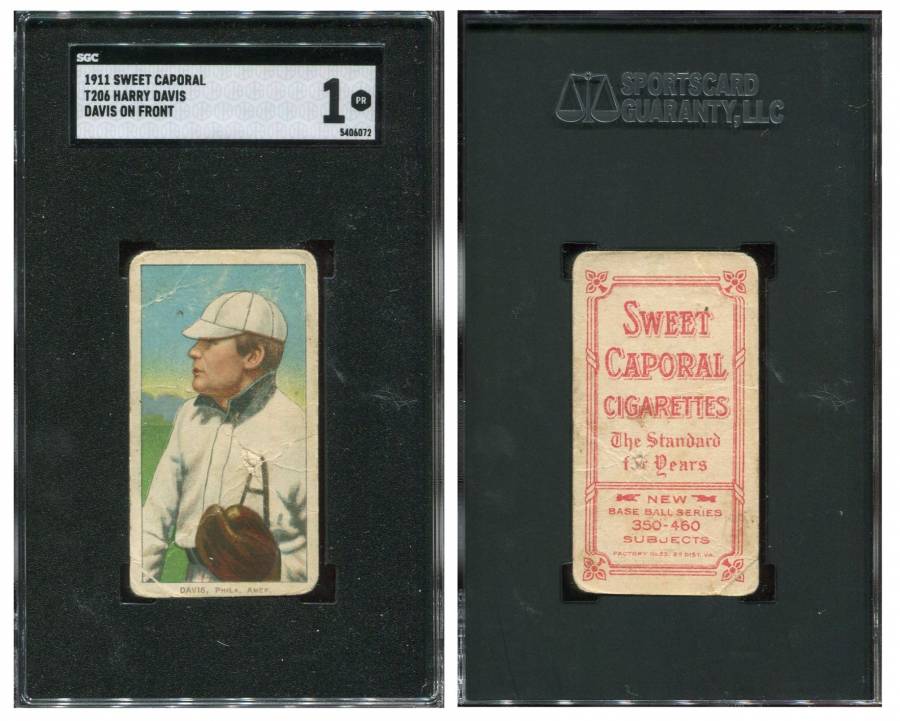 SGC
1911 SWEET CAPORAL
T206 HARRY DAVIS
DAVIS ON FRONT
1 PR
5406072
DAVIS, PHILA. AMER.
SPORTSCARD
GUARANTY, LLC
SWEET
CAPORAL
CIGARETTES
The Standard
for Years
NEW
BASE BALL SERIES
350-460
SUBJECTS
FACTORY No 25, 2D DIST. VA.